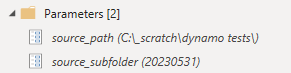 Parameters [2]
source_path (C:\_scratch\dynamo tests\)
source_subfolder (20230531)